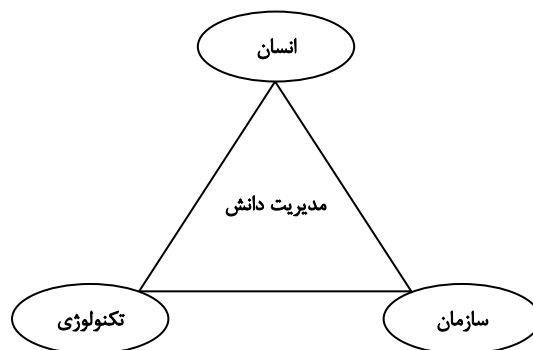 انسان
مدیریت دانش
سازمان
تکنولوژی